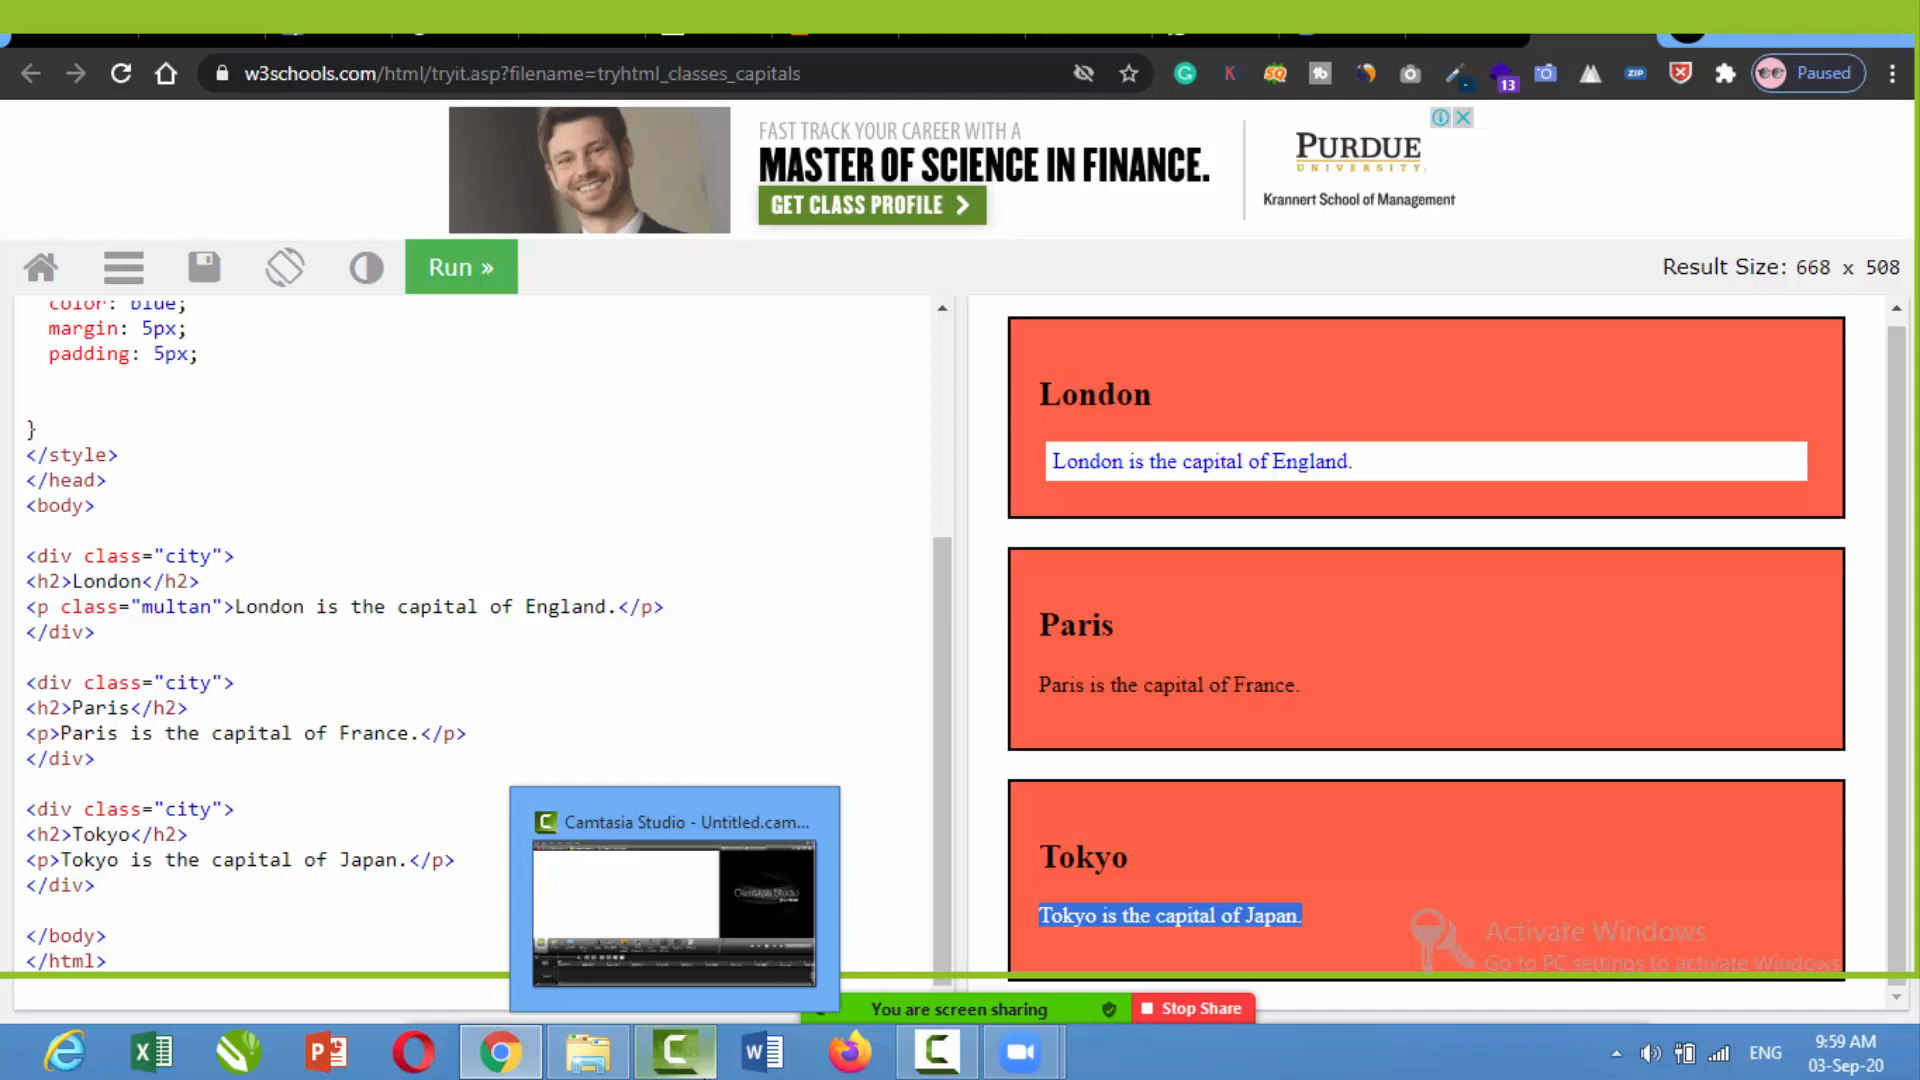 w3schools.com/html/tryit.asp?filename=tryhtml_classes_capitals
K
SQ
tb
13
ZIP
Paused
FAST TRACK YOUR CAREER WITH A
MASTER OF SCIENCE IN FINANCE.
GET CLASS PROFILE
PURDUE
UNIVERSITY.
Krannert School of Management
Run »
Result Size: 668 x 508
color: blue;
margin: 5px;
padding: 5px;
}
</style>
</head>
<body>
<div class="city">
<h2>London</h2>
<p class="multan">London is the capital of England.</p>
</div>
<div class="city">
<h2>Paris</h2>
<p>Paris is the capital of France.</p>
</div>
<div class="city">
<h2>Tokyo</h2>
<p>Tokyo is the capital of Japan.</p>
</div>
</body>
</html>
London
London is the capital of England.
Paris
Paris is the capital of France.
Tokyo
Tokyo is the capital of Japan.
Activate Windows
Go to PC settings to activate Windows.
Camtasia Studio - Untitled.cam...
Camtasia Studio
You are screen sharing
Stop Share
ENG
9:59 AM
03-Sep-20